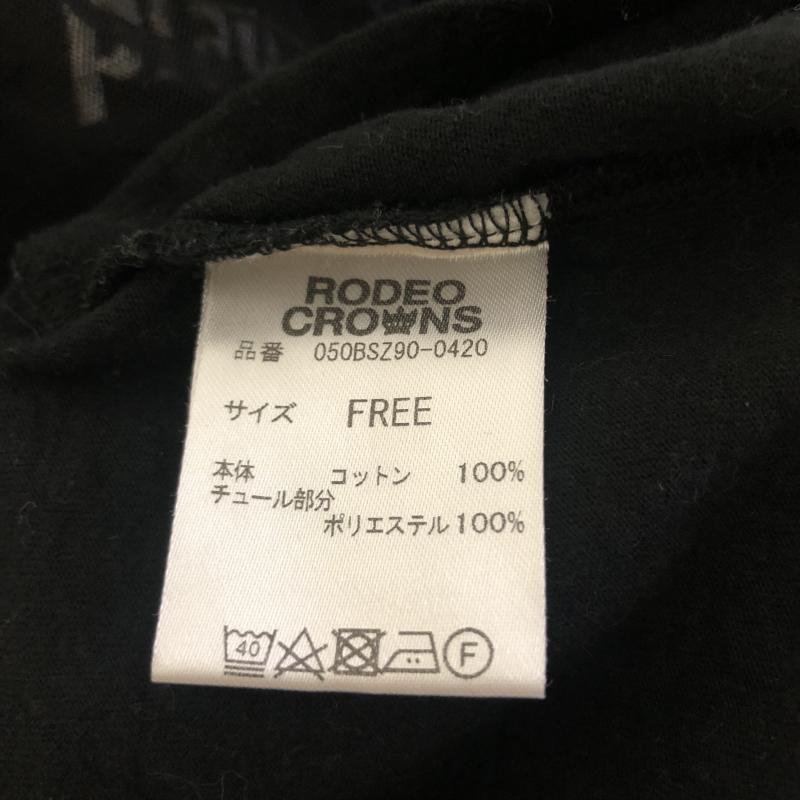 RODEO
CROWNS
品番 050BSZ90-0420
サイズ FREE
本体 コットン 100%
チュール部分
ポリエステル 100%
40 F